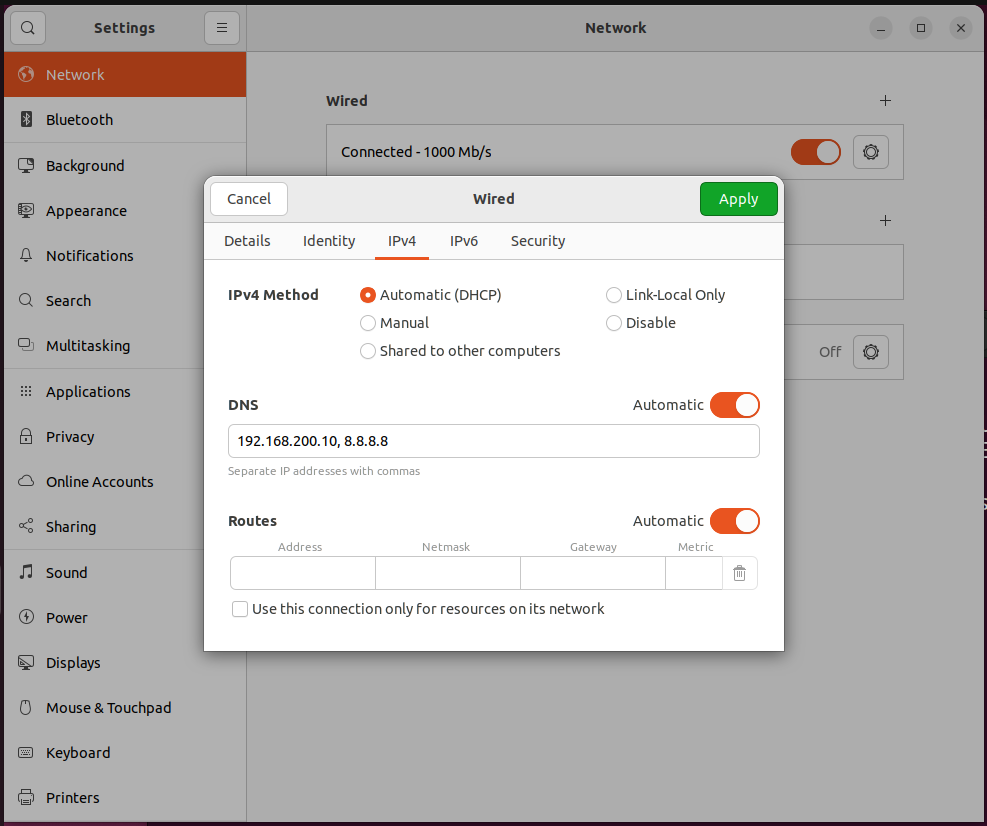 Settings
Network
Network
Bluetooth
Background
Appearance
Notifications
Search
Multitasking
Applications
Privacy
Online Accounts
Sharing
Sound
Power
Displays
Mouse & Touchpad
Keyboard
Printers
Wired
Connected - 1000 Mb/s
Off
Cancel
Wired
Apply
Details Identity IPv4 IPv6 Security
IPv4 Method
Automatic (DHCP)
Link-Local Only
Manual
Disable
Shared to other computers
DNS
Automatic
192.168.200.10, 8.8.8.8
Separate IP addresses with commas
Routes
Automatic
Address Netmask Gateway Metric
Use this connection only for resources on its network